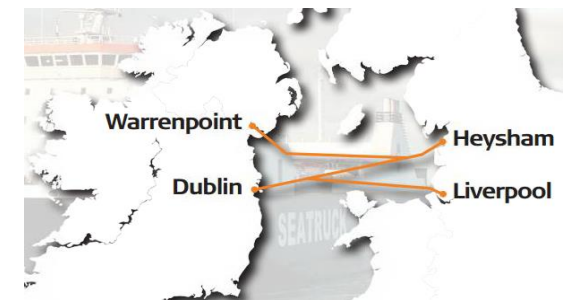 Warrenpoint
Heysham
Dublin
Liverpool
SEATRUCK